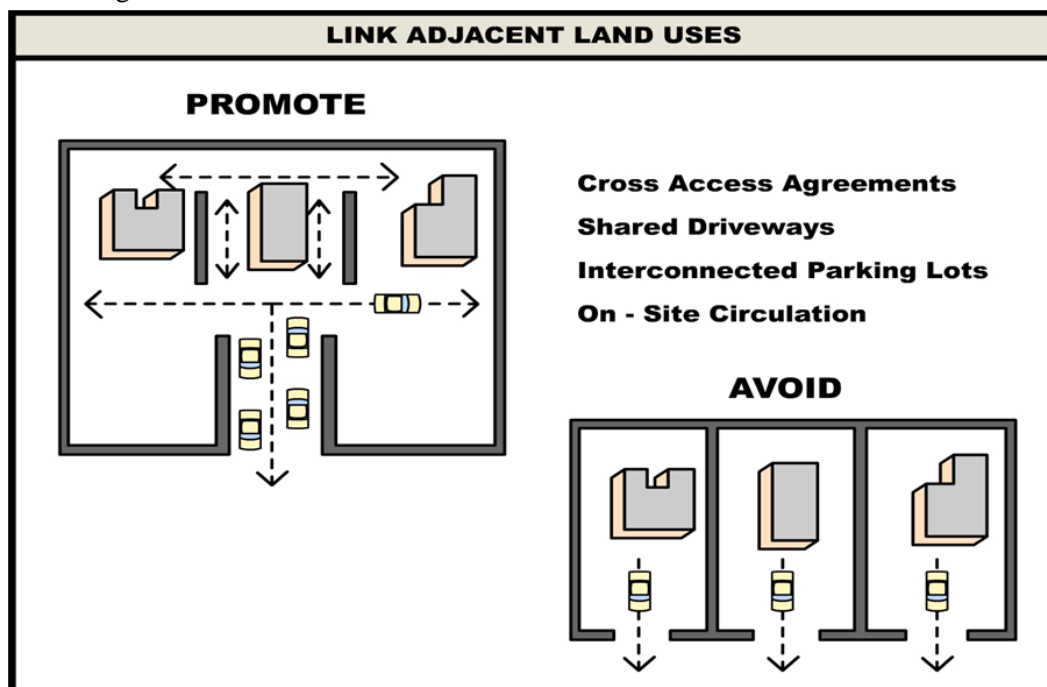 LINK ADJACENT LAND USES
PROMOTE
Cross Access Agreements
Shared Driveways
Interconnected Parking Lots
On - Site Circulation
AVOID